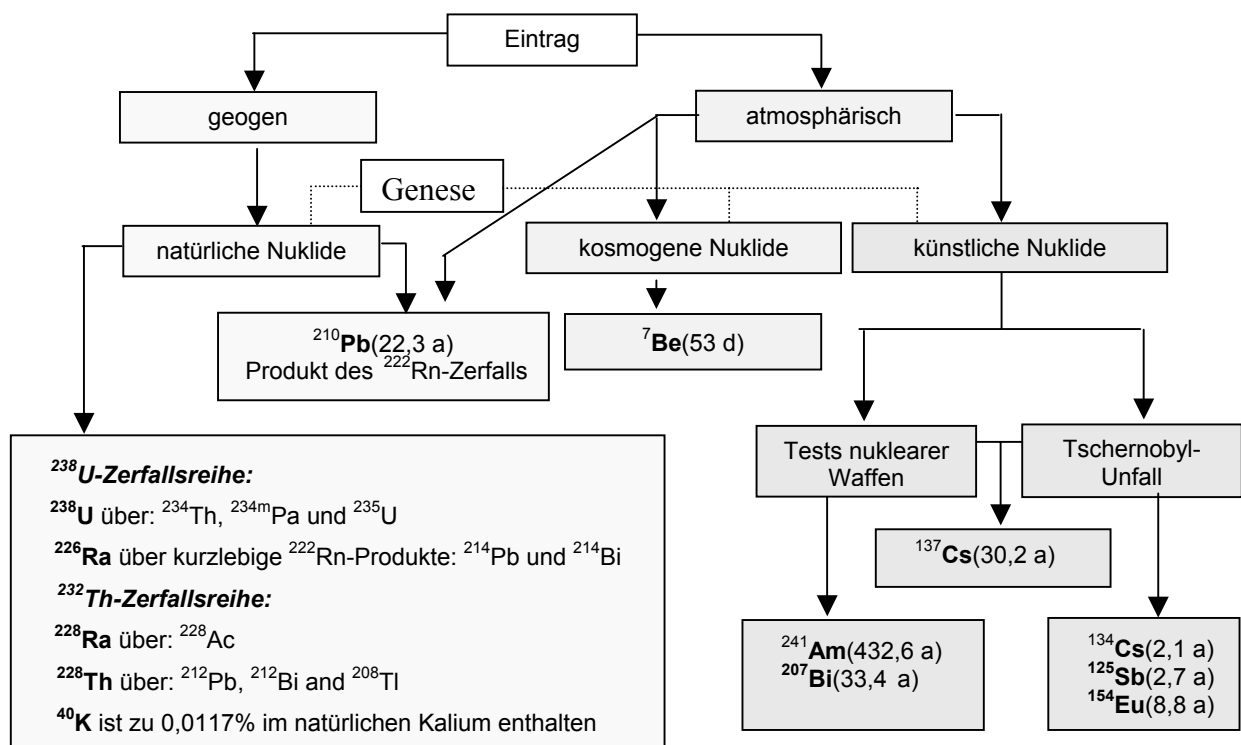 Eintrag
geogen
atmosphärisch
Genese
natürliche Nuklide
kosmogene Nuklide
künstliche Nuklide
²¹⁰Pb(22,3 a)
Produkt des ²²²Rn-Zerfalls
⁷Be(53 d)
Tests nuklearer
Waffen
Tschernobyl-
Unfall
¹³⁷Cs(30,2 a)
²³⁸U-Zerfallsreihe:
²³⁸U über: ²³⁴Th, ²³⁴ᵐPa und ²³⁵U
²²⁶Ra über kurzlebige ²²²Rn-Produkte: ²¹⁴Pb und ²¹⁴Bi
²³²Th-Zerfallsreihe:
²²⁸Ra über: ²²⁸Ac
²²⁸Th über: ²¹²Pb, ²¹²Bi and ²⁰⁸Tl
⁴⁰K ist zu 0,0117% im natürlichen Kalium enthalten
²⁴¹Am(432,6 a)
²⁰⁷Bi(33,4 a)
¹³⁴Cs(2,1 a)
¹²⁵Sb(2,7 a)
¹⁵⁴Eu(8,8 a)